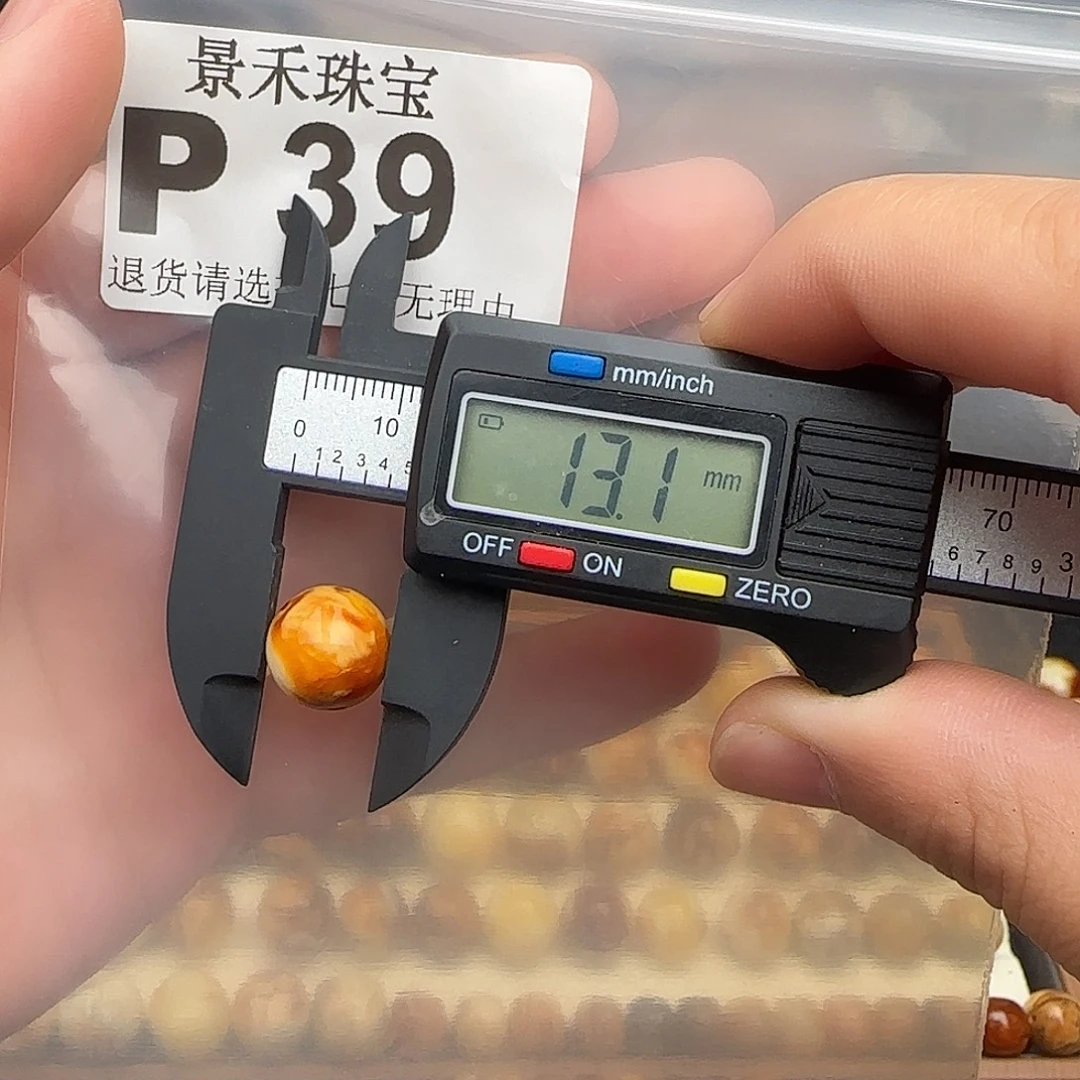 景禾珠宝
P 39
退货请选 七 无理由
mm/inch
0 10
1 2 3 4 5
13.1 mm
OFF ON
ZERO
70
6 7 8 9 3